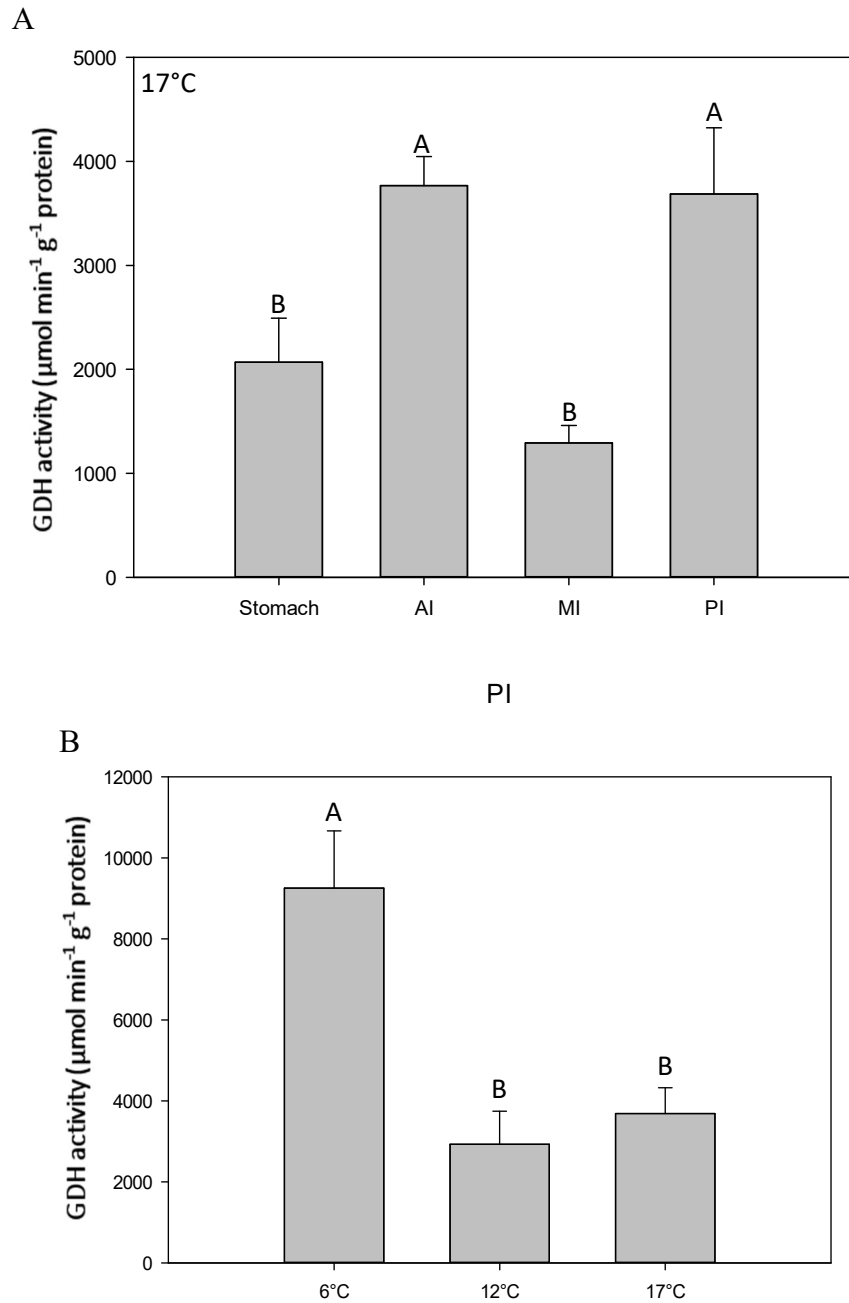 A
5000
17°C
A
A
4000
GDH activity (µmol min⁻¹ g⁻¹ protein)
3000
B
2000
B
1000
0
Stomach AI MI PI
PI
B
12000
A
10000
GDH activity (µmol min⁻¹ g⁻¹ protein)
8000
6000
B
B
4000
2000
0
6°C 12°C 17°C